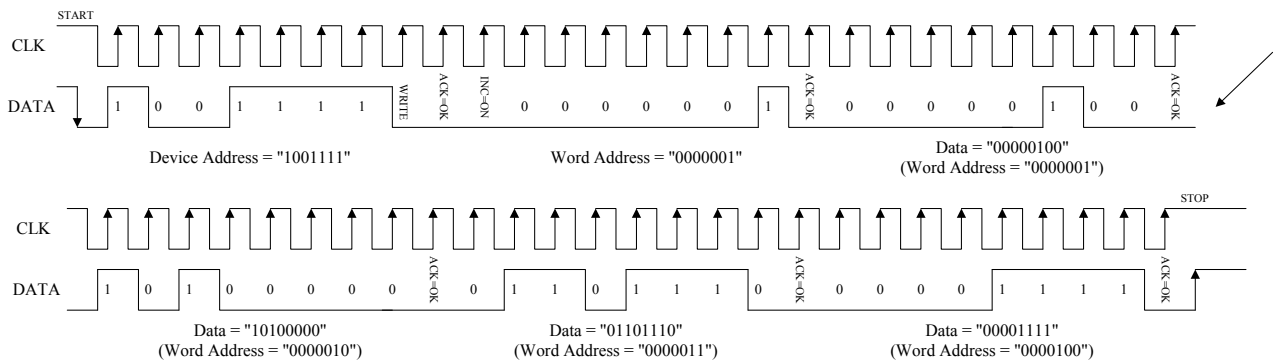 START
CLK
DATA 1 0 0 1 1 1 1 WRITE ACK=OK INC=ON 0 0 0 0 0 0 1 ACK=OK 0 0 0 0 0 1 0 0 ACK=OK
Device Address = "1001111" Word Address = "0000001" Data = "00000100"
(Word Address = "0000001")
STOP
CLK
DATA 1 0 1 0 0 0 0 0 ACK=OK 0 1 1 0 1 1 1 0 ACK=OK 0 0 0 0 1 1 1 1 ACK=OK
Data = "10100000" Data = "01101110" Data = "00001111"
(Word Address = "0000010") (Word Address = "0000011") (Word Address = "0000100")